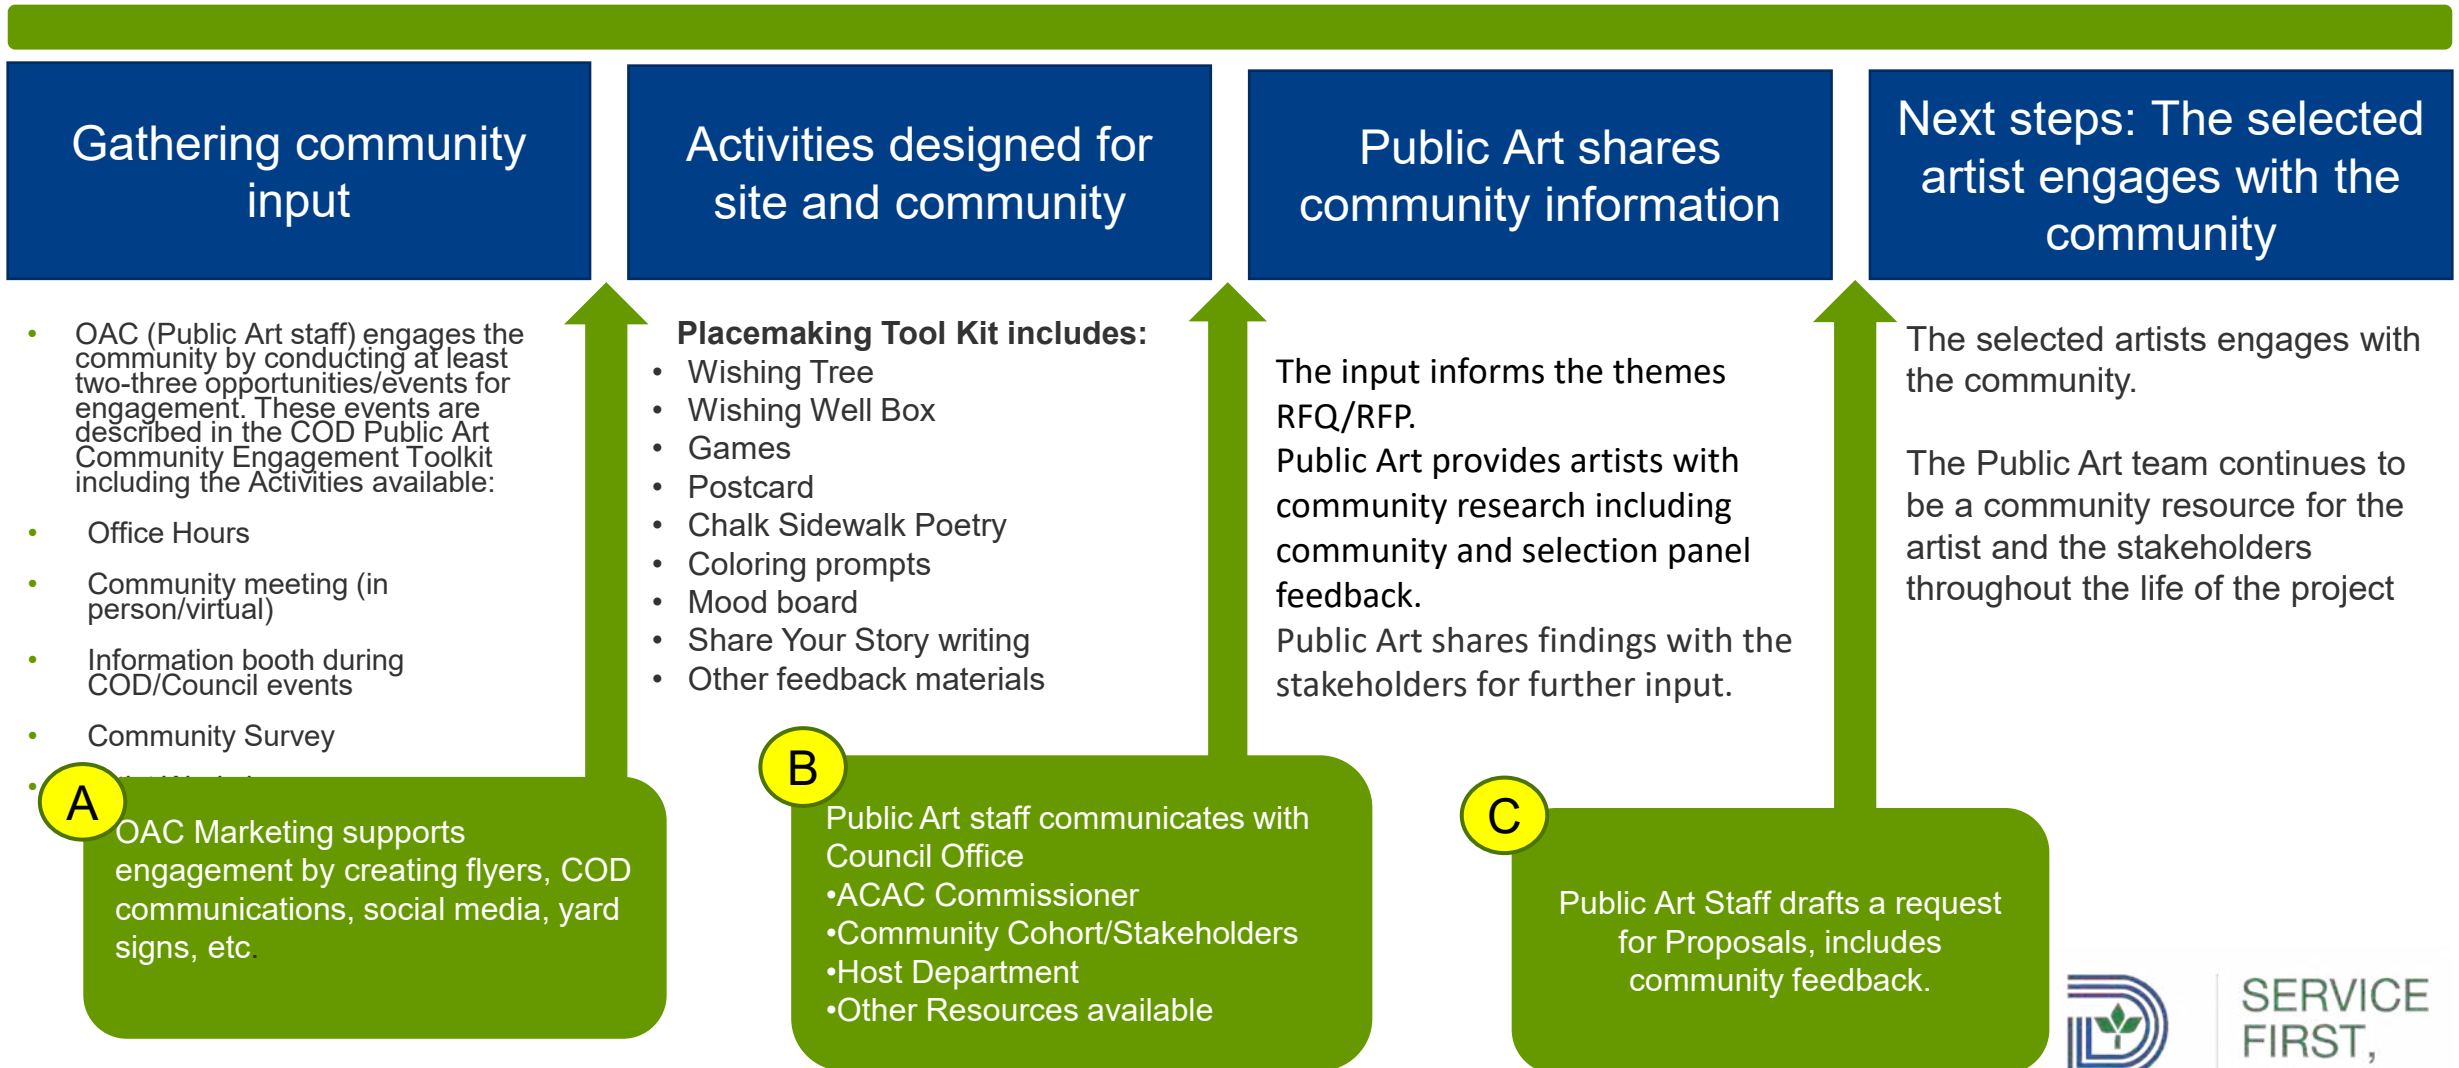 Gathering community
input
Activities designed for
site and community
Public Art shares
community information
Next steps: The selected
artist engages with the
community
• OAC (Public Art staff) engages the
community by conducting at least
two-three opportunities/events for
engagement. These events are
described in the COD Public Art
Community Engagement Toolkit
including the Activities available:
• Office Hours
• Community meeting (in
person/virtual)
• Information booth during
COD/Council events
• Community Survey
•
A
OAC Marketing supports
engagement by creating flyers, COD
communications, social media, yard
signs, etc.
Placemaking Tool Kit includes:
• Wishing Tree
• Wishing Well Box
• Games
• Postcard
• Chalk Sidewalk Poetry
• Coloring prompts
• Mood board
• Share Your Story writing
• Other feedback materials
B
Public Art staff communicates with
Council Office
•ACAC Commissioner
•Community Cohort/Stakeholders
•Host Department
•Other Resources available
The input informs the themes
RFQ/RFP.
Public Art provides artists with
community research including
community and selection panel
feedback.
Public Art shares findings with the
stakeholders for further input.
C
Public Art Staff drafts a request
for Proposals, includes
community feedback.
The selected artists engages with
the community.
The Public Art team continues to
be a community resource for the
artist and the stakeholders
throughout the life of the project
SERVICE
FIRST,